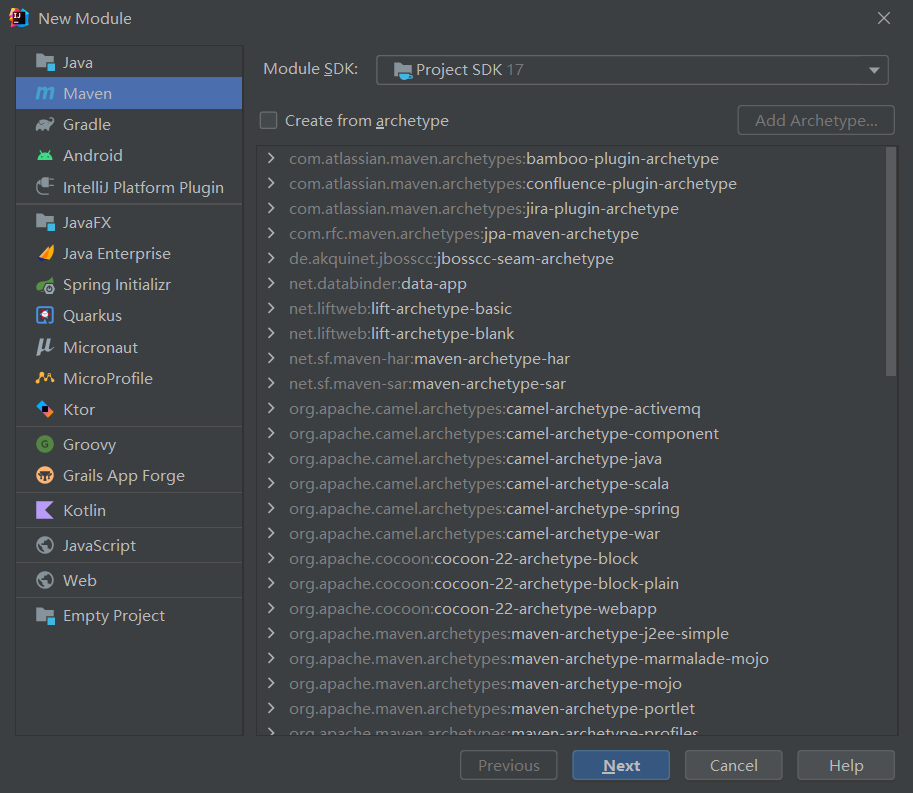 New Module
Java
Maven
Gradle
Android
IntelliJ Platform Plugin
JavaFX
Java Enterprise
Spring Initializr
Quarkus
Micronaut
MicroProfile
Ktor
Groovy
Grails App Forge
Kotlin
JavaScript
Web
Empty Project
Module SDK: Project SDK 17
Create from archetype Add Archetype...
com.atlassian.maven.archetypes:bamboo-plugin-archetype
com.atlassian.maven.archetypes:confluence-plugin-archetype
com.atlassian.maven.archetypes:jira-plugin-archetype
com.rfc.maven.archetypes:jpa-maven-archetype
de.akquinet.jbosscc:jbosscc-seam-archetype
net.databinder:data-app
net.liftweb:lift-archetype-basic
net.liftweb:lift-archetype-blank
net.sf.maven-har:maven-archetype-har
net.sf.maven-sar:maven-archetype-sar
org.apache.camel.archetypes:camel-archetype-activemq
org.apache.camel.archetypes:camel-archetype-component
org.apache.camel.archetypes:camel-archetype-java
org.apache.camel.archetypes:camel-archetype-scala
org.apache.camel.archetypes:camel-archetype-spring
org.apache.camel.archetypes:camel-archetype-war
org.apache.cocoon:cocoon-22-archetype-block
org.apache.cocoon:cocoon-22-archetype-block-plain
org.apache.cocoon:cocoon-22-archetype-webapp
org.apache.maven.archetypes:maven-archetype-j2ee-simple
org.apache.maven.archetypes:maven-archetype-marmalade-mojo
org.apache.maven.archetypes:maven-archetype-mojo
org.apache.maven.archetypes:maven-archetype-portlet
org.apache.maven.archetypes:maven-archetype-profiles
Previous Next Cancel Help